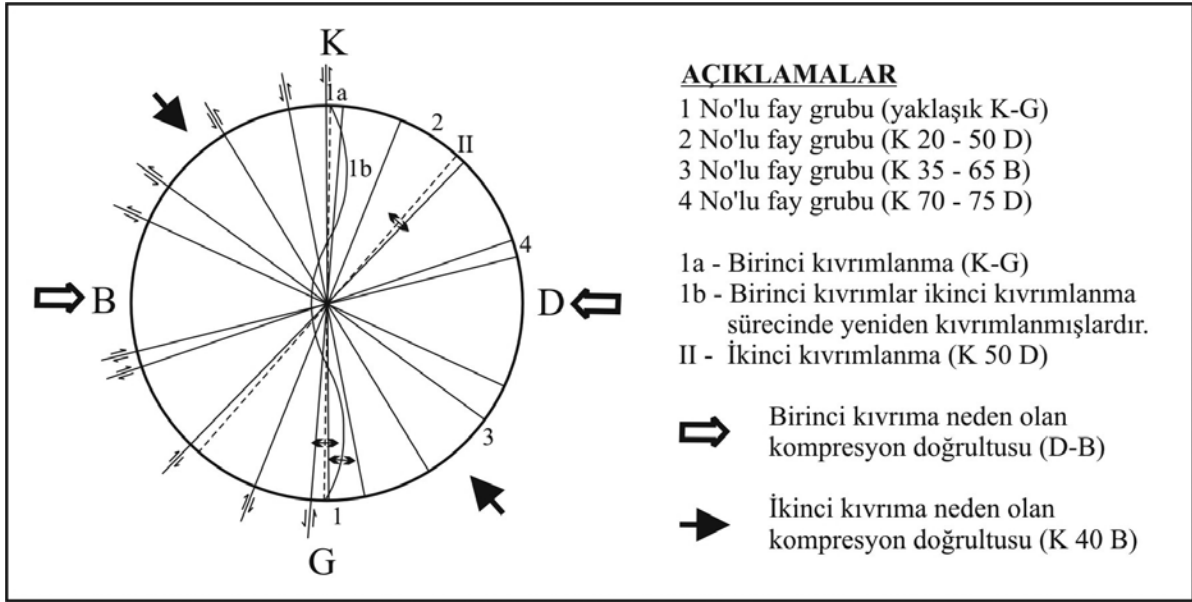 K
1a
2
II
1b
4
B
D
3
1
G
AÇIKLAMALAR
1 No'lu fay grubu (yaklaşık K-G)
2 No'lu fay grubu (K 20 - 50 D)
3 No'lu fay grubu (K 35 - 65 B)
4 No'lu fay grubu (K 70 - 75 D)
1a - Birinci kıvrımlanma (K-G)
1b - Birinci kıvrımlar ikinci kıvrımlanma
sürecinde yeniden kıvrımlanmışlardır.
II - İkinci kıvrımlanma (K 50 D)
Birinci kıvrıma neden olan
kompresyon doğrultusu (D-B)
İkinci kıvrıma neden olan
kompresyon doğrultusu (K 40 B)